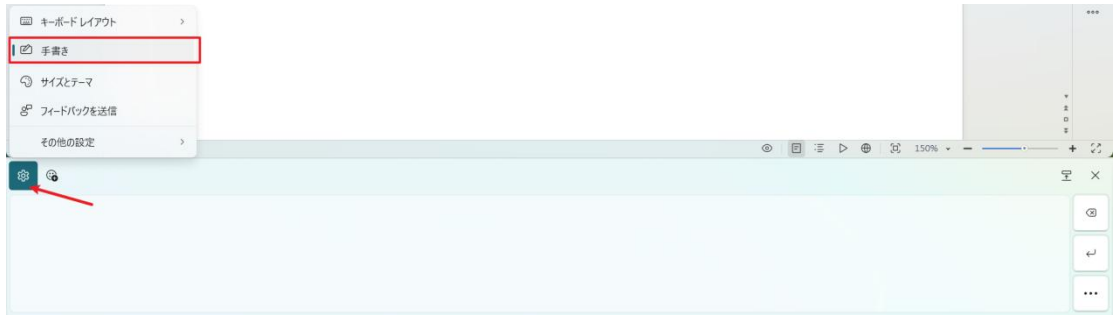 キーボード レイアウト
手書き
サイズとテーマ
フィードバックを送信
その他の設定
150%